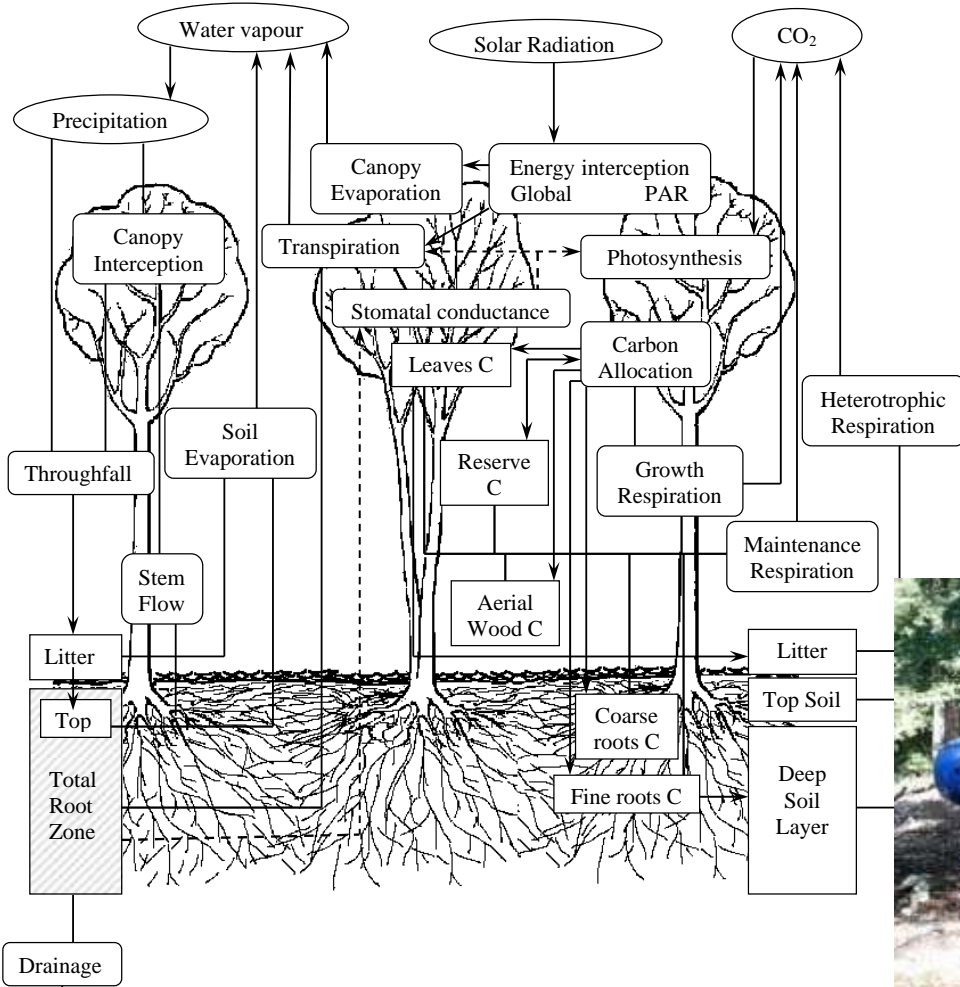 Water vapour
Solar Radiation
CO₂
Precipitation
Canopy
Evaporation
Energy interception
Global PAR
Canopy
Interception
Transpiration
Photosynthesis
Stomatal conductance
Leaves C
Carbon
Allocation
Heterotrophic
Respiration
Soil
Evaporation
Throughfall
Reserve
C
Growth
Respiration
Maintenance
Respiration
Stem
Flow
Aerial
Wood C
Litter
Litter
Top
Top Soil
Coarse
roots C
Total
Root
Zone
Fine roots C
Deep
Soil
Layer
Drainage